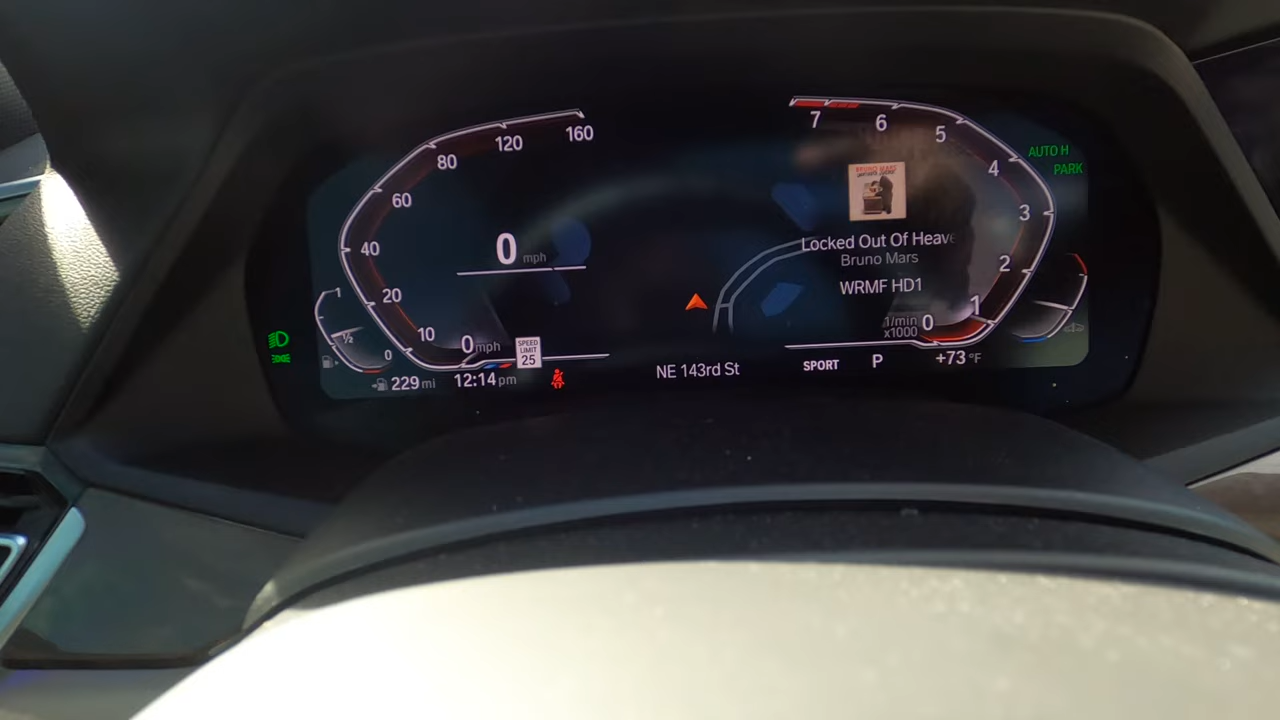 160
120
80
60
40
20
10
0 mph
0 mph
1
½
0
229 mi
12:14 pm
SPEED
LIMIT
25
NE 143rd St
7
6
5
4
3
2
1
0
1/min
x1000
BRUNO MARS
Locked Out Of Heave
Bruno Mars
WRMF HD1
AUTO H
PARK
SPORT
P
+73 °F